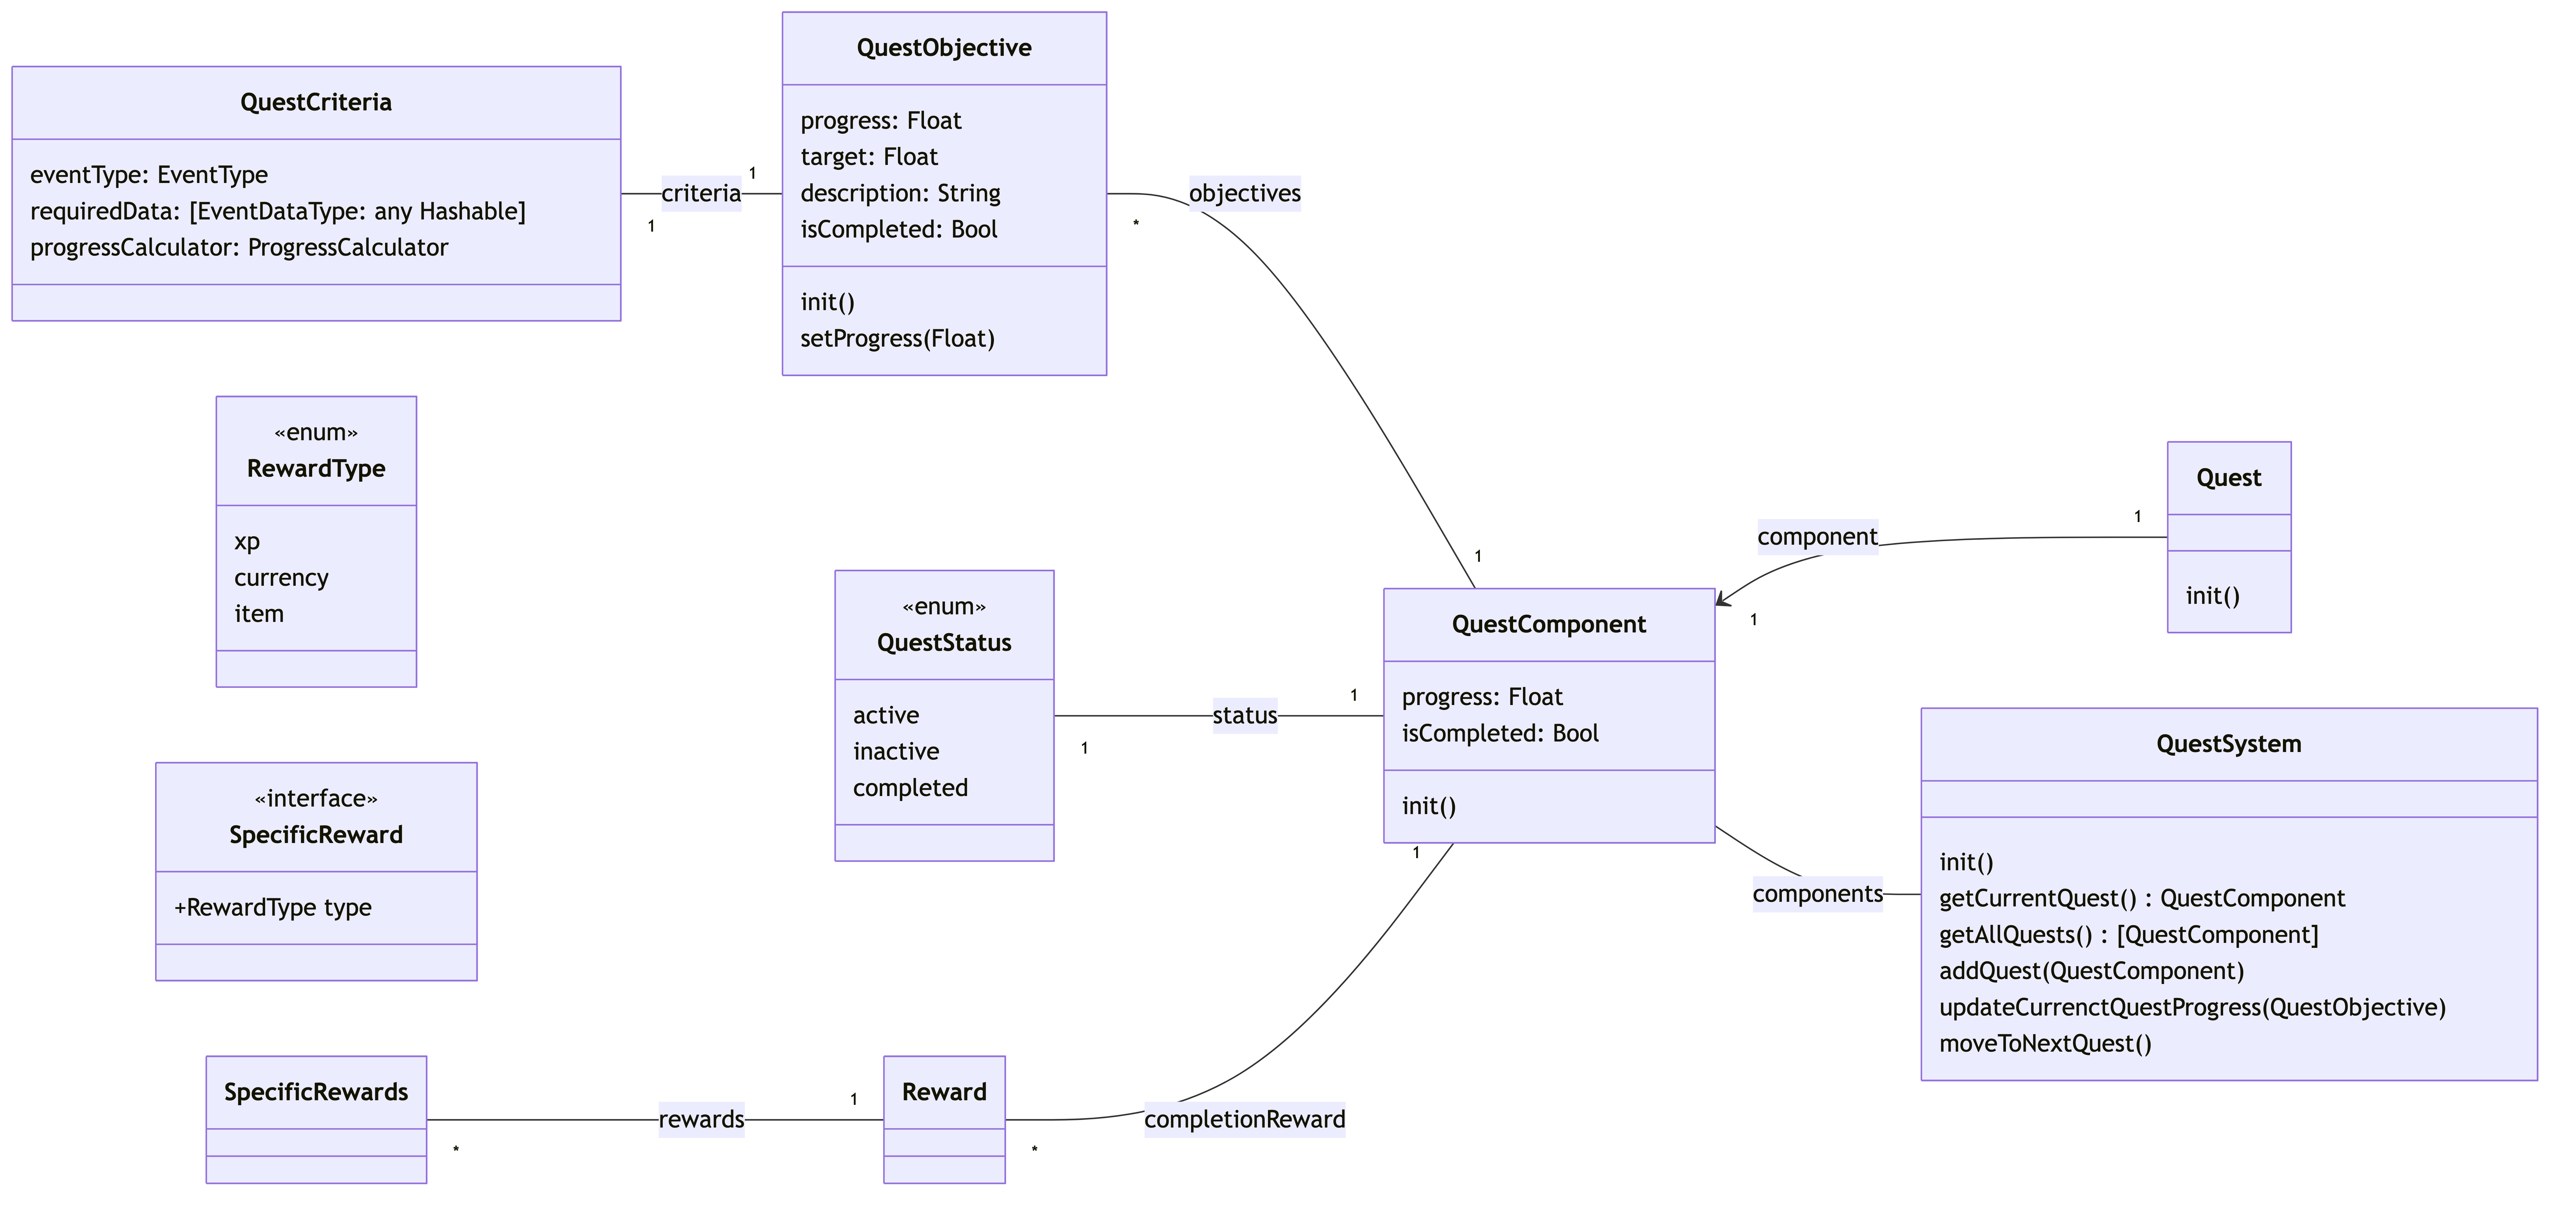 QuestCriteria
eventType: EventType
requiredData: [EventDataType: any Hashable]
progressCalculator: ProgressCalculator
criteria
1
1
QuestObjective
progress: Float
target: Float
description: String
isCompleted: Bool
init()
setProgress(Float)
objectives
*
1
«enum»
RewardType
xp
currency
item
«enum»
QuestStatus
active
inactive
completed
status
1
1
QuestComponent
progress: Float
isCompleted: Bool
init()
component
1
1
Quest
init()
«interface»
SpecificReward
+RewardType type
components
QuestSystem
init()
getCurrentQuest() : QuestComponent
getAllQuests() : [QuestComponent]
addQuest(QuestComponent)
updateCurrenctQuestProgress(QuestObjective)
moveToNextQuest()
SpecificRewards
rewards
1
*
Reward
completionReward
1
*